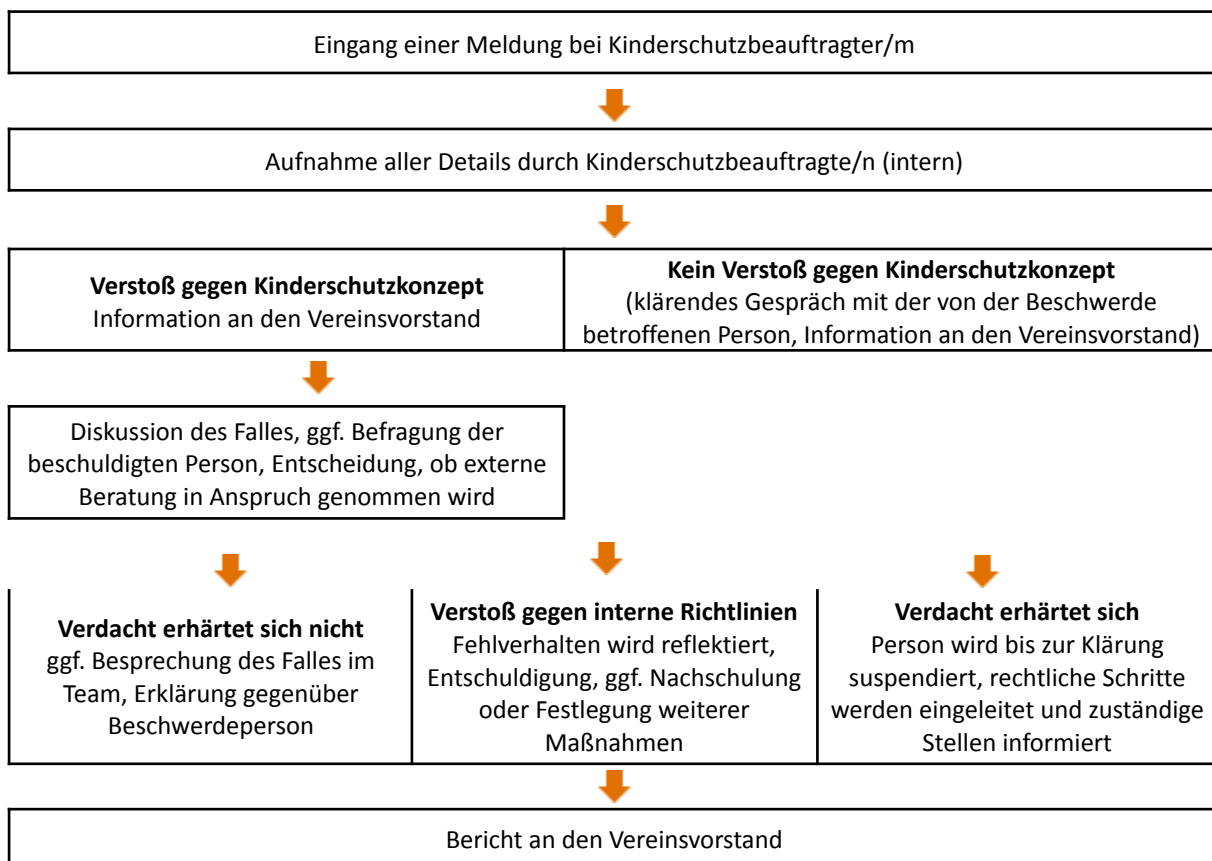 Eingang einer Meldung bei Kinderschutzbeauftragter/m
Aufnahme aller Details durch Kinderschutzbeauftragte/n (intern)
Verstoß gegen Kinderschutzkonzept
Information an den Vereinsvorstand
Kein Verstoß gegen Kinderschutzkonzept
(klärendes Gespräch mit der von der Beschwerde
betroffenen Person, Information an den Vereinsvorstand)
Diskussion des Falles, ggf. Befragung der
beschuldigten Person, Entscheidung, ob externe
Beratung in Anspruch genommen wird
Verdacht erhärtet sich nicht
ggf. Besprechung des Falles im
Team, Erklärung gegenüber
Beschwerdeperson
Verstoß gegen interne Richtlinien
Fehlverhalten wird reflektiert,
Entschuldigung, ggf. Nachschulung
oder Festlegung weiterer
Maßnahmen
Verdacht erhärtet sich
Person wird bis zur Klärung
suspendiert, rechtliche Schritte
werden eingeleitet und zuständige
Stellen informiert
Bericht an den Vereinsvorstand